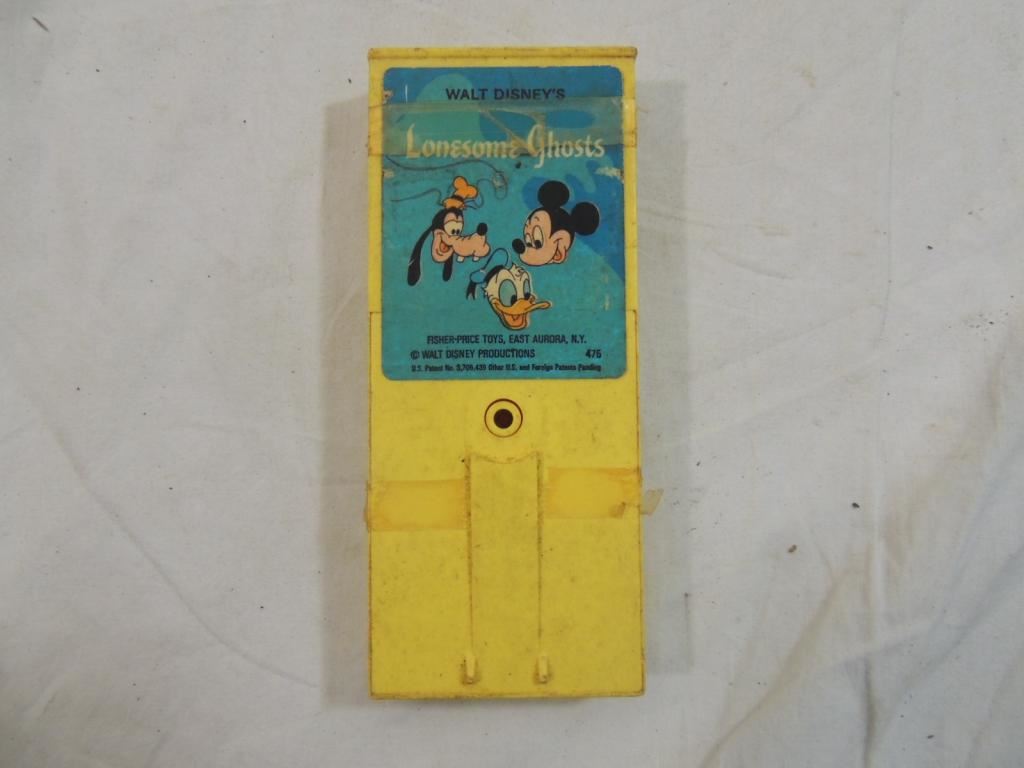 WALT DISNEY'S
Lonesome Ghosts
FISHER-PRICE TOYS, EAST AURORA, N.Y.
© WALT DISNEY PRODUCTIONS 476
U.S. Patent No. 3,706,439 Other U.S. and Foreign Patents Pending